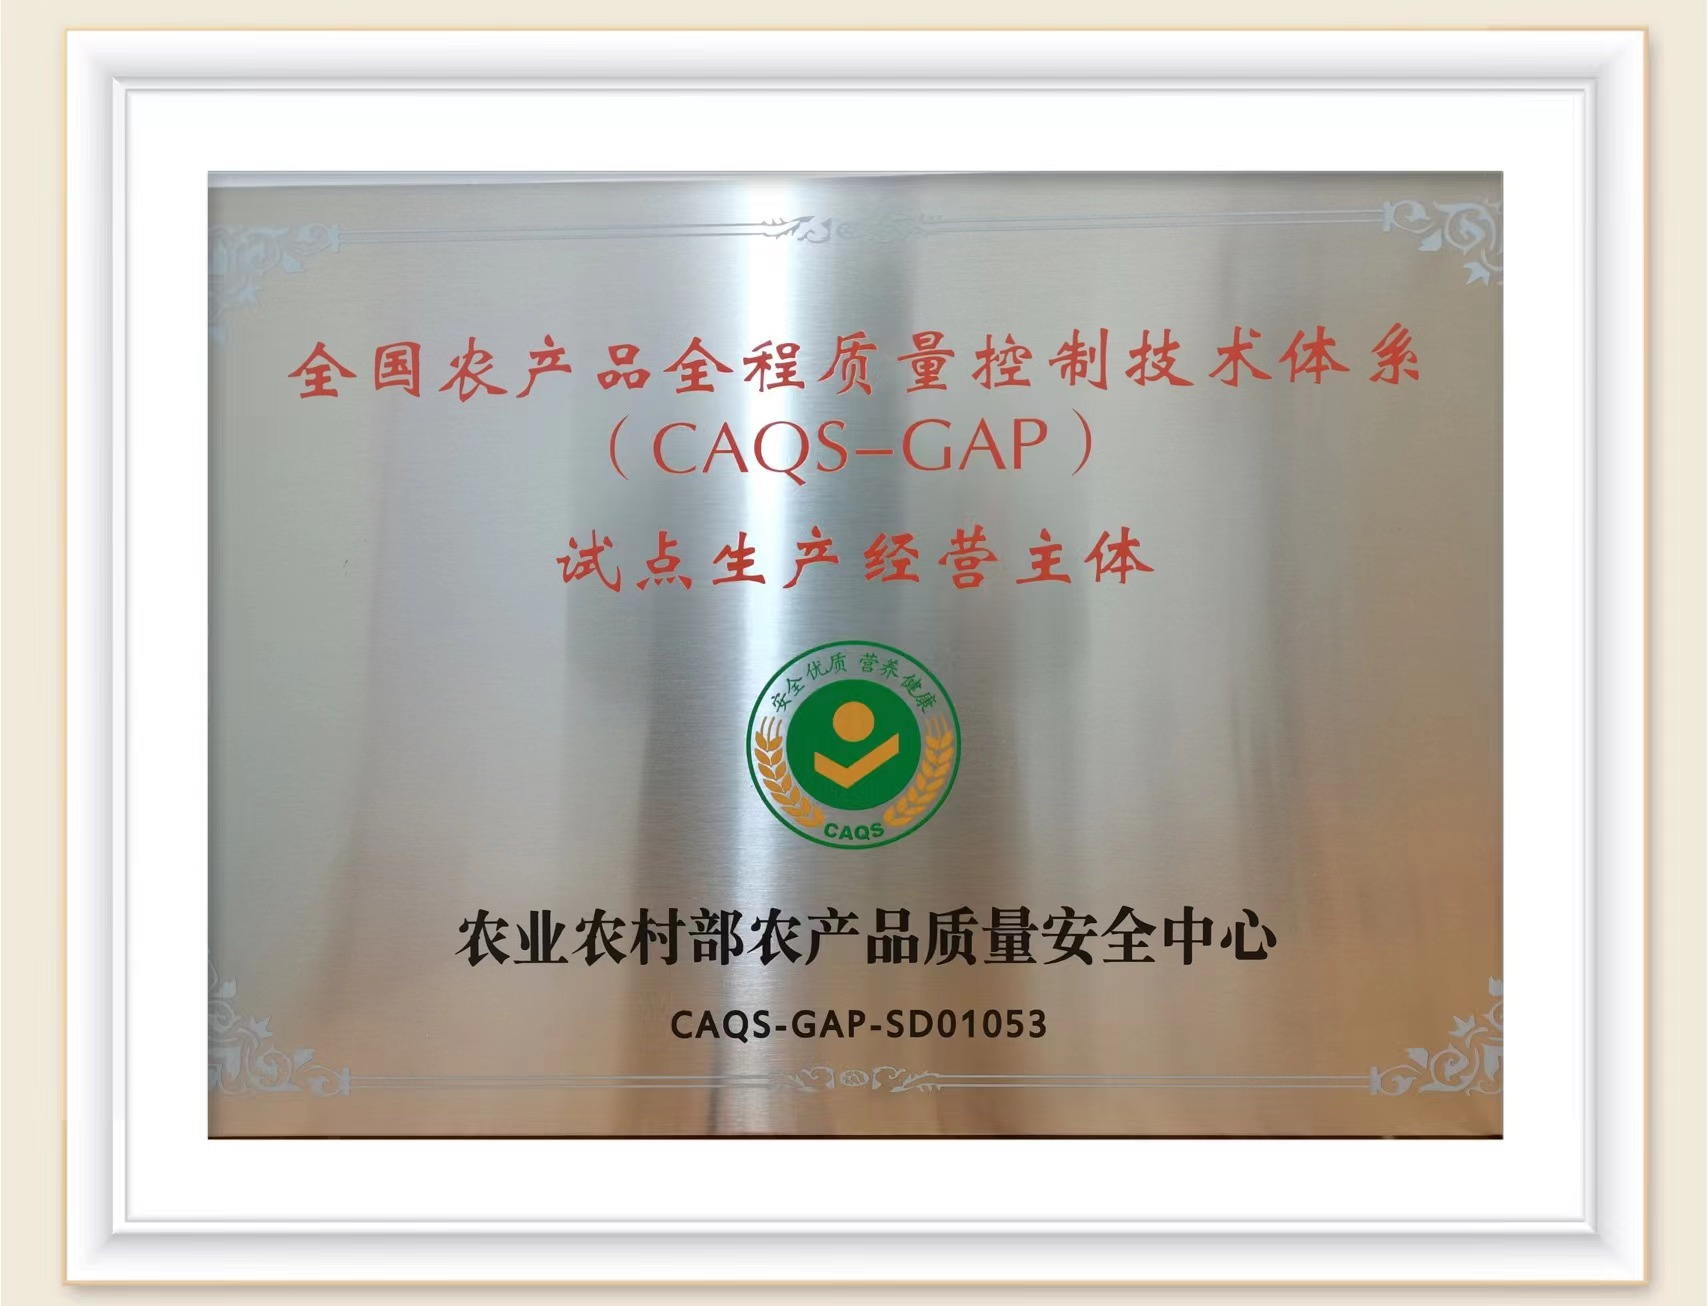 全国农产品全程质量控制技术体系
（CAQS-GAP）
试点生产经营主体
安全优质 营养健康
CAQS
农业农村部农产品质量安全中心
CAQS-GAP-SD01053